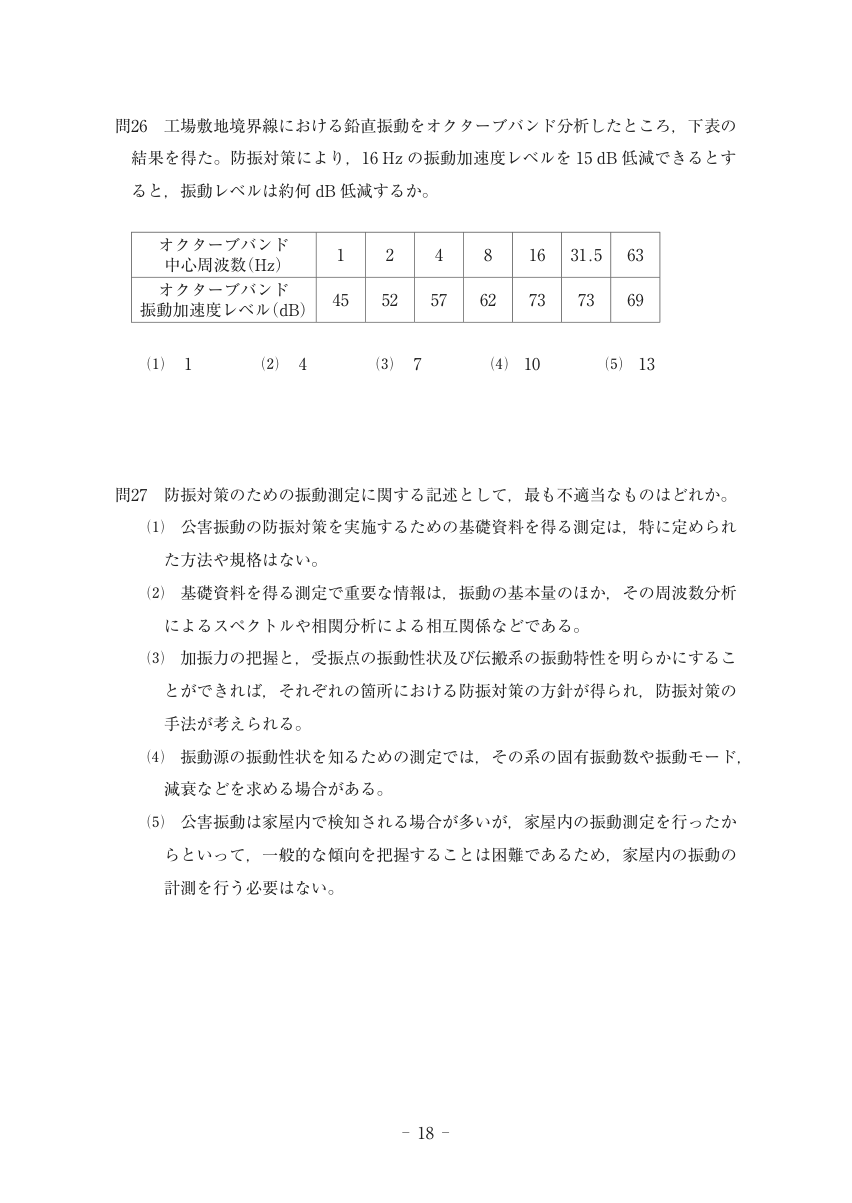 問26　工場敷地境界線における鉛直振動をオクターブバンド分析したところ，下表の
結果を得た。防振対策により，16 Hz の振動加速度レベルを 15 dB 低減できるとす
ると，振動レベルは約何 dB 低減するか。
オクターブバンド
中心周波数(Hz) 1 2 4 8 16 31.5 63
オクターブバンド
振動加速度レベル(dB) 45 52 57 62 73 73 69
⑴　1　⑵　4　⑶　7　⑷　10　⑸　13
問27　防振対策のための振動測定に関する記述として，最も不適当なものはどれか。
⑴　公害振動の防振対策を実施するための基礎資料を得る測定は，特に定められ
た方法や規格はない。
⑵　基礎資料を得る測定で重要な情報は，振動の基本量のほか，その周波数分析
によるスペクトルや相関分析による相互関係などである。
⑶　加振力の把握と，受振点の振動性状及び伝搬系の振動特性を明らかにするこ
とができれば，それぞれの箇所における防振対策の方針が得られ，防振対策の
手法が考えられる。
⑷　振動源の振動性状を知るための測定では，その系の固有振動数や振動モード，
減衰などを求める場合がある。
⑸　公害振動は家屋内で検知される場合が多いが，家屋内の振動測定を行ったか
らといって，一般的な傾向を把握することは困難であるため，家屋内の振動の
計測を行う必要はない。
－ 18 －